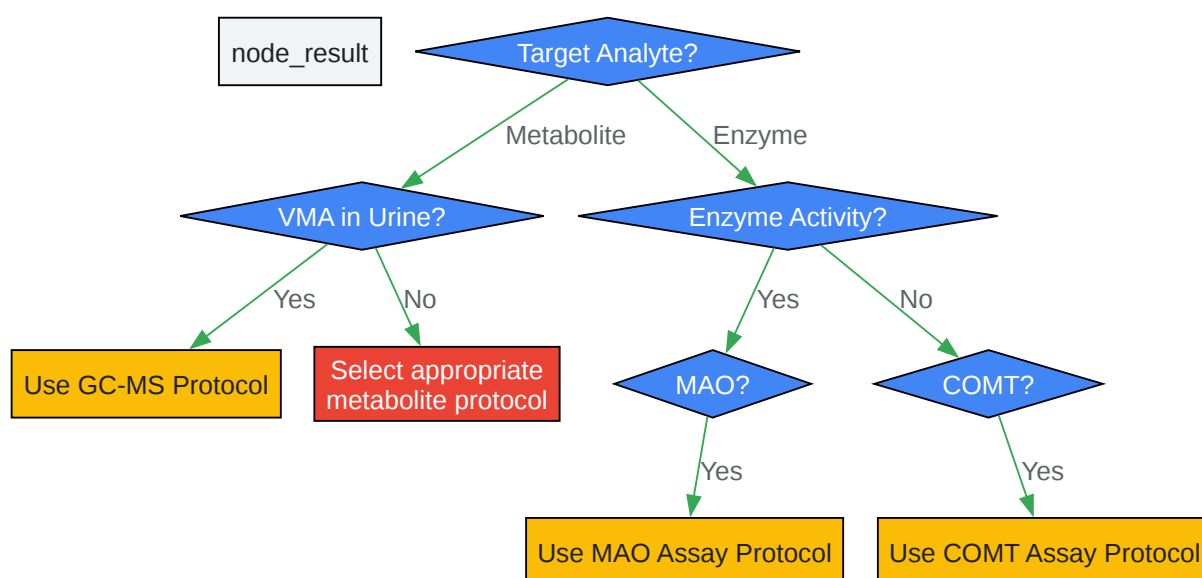 node_result
Target Analyte?
Metabolite
Enzyme
VMA in Urine?
Enzyme Activity?
Yes
No
Yes
No
Use GC-MS Protocol
Select appropriate
metabolite protocol
MAO?
COMT?
Yes
Yes
Use MAO Assay Protocol
Use COMT Assay Protocol